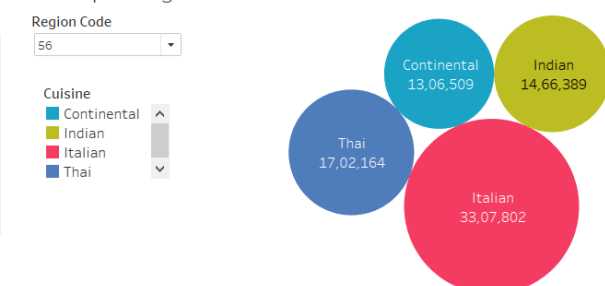 Region Code
56
Cuisine
Continental
Indian
Italian
Thai
Continental
13,06,509
Indian
14,66,389
Thai
17,02,164
Italian
33,07,802